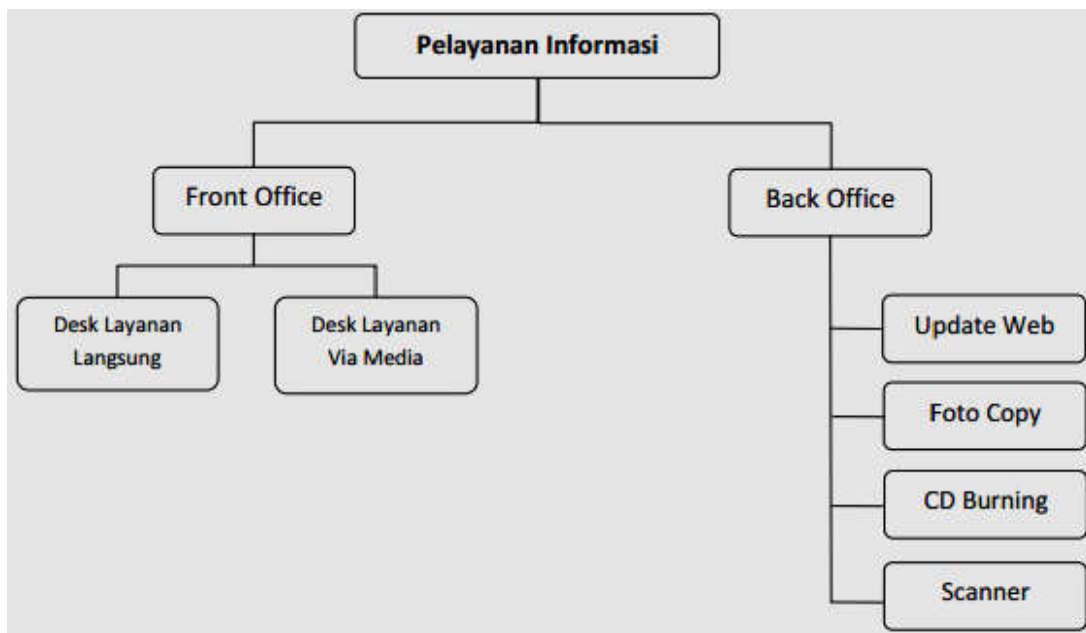 Pelayanan Informasi
Front Office
Back Office
Desk Layanan
Langsung
Desk Layanan
Via Media
Update Web
Foto Copy
CD Burning
Scanner